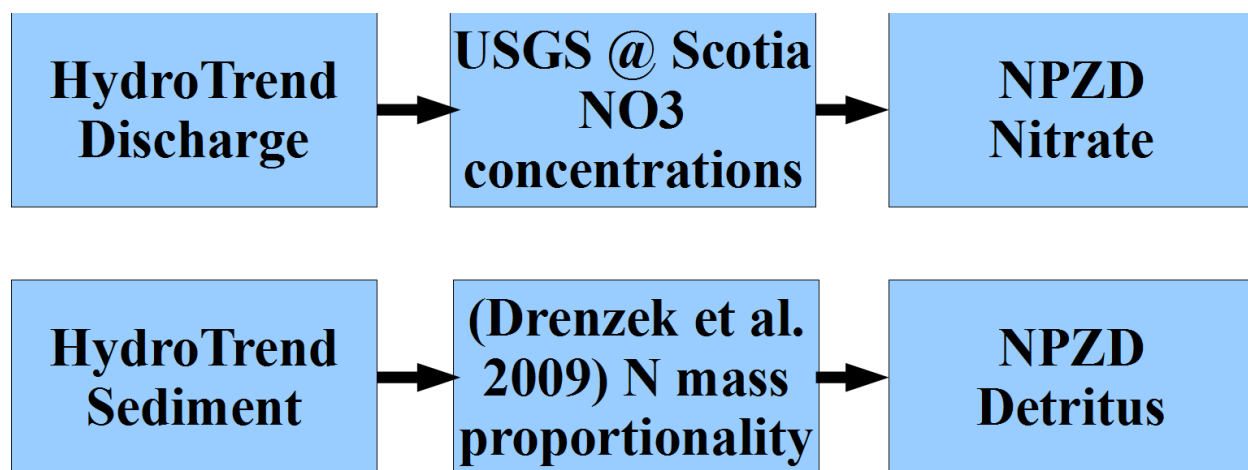 HydroTrend
Discharge
USGS @ Scotia
NO3
concentrations
NPZD
Nitrate
HydroTrend
Sediment
(Drenzek et al.
2009) N mass
proportionality
NPZD
Detritus